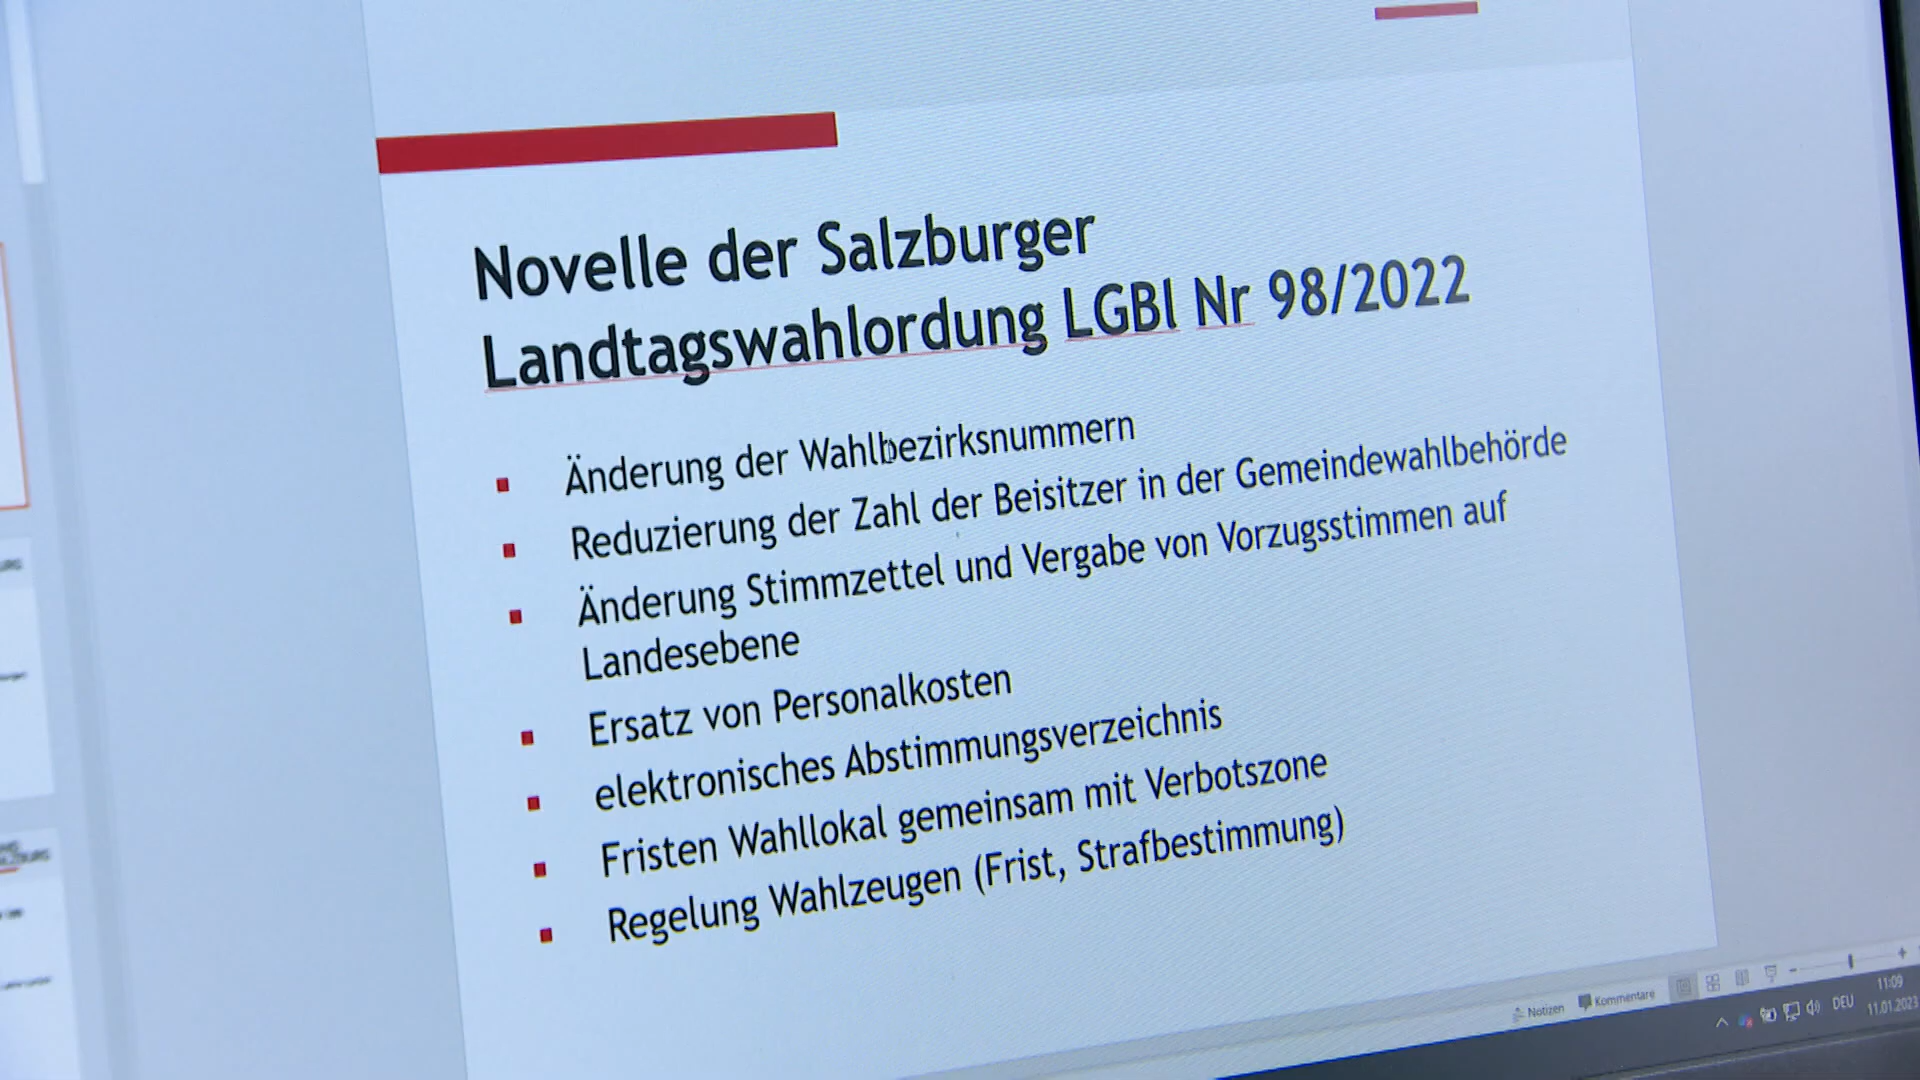 Novelle der Salzburger
Landtagswahlordung LGBl Nr 98/2022
Änderung der Wahlbezirksnummern
Reduzierung der Zahl der Beisitzer in der Gemeindewahlbehörde
Änderung Stimmzettel und Vergabe von Vorzugsstimmen auf
Landesebene
Ersatz von Personalkosten
elektronisches Abstimmungsverzeichnis
Fristen Wahllokal gemeinsam mit Verbotszone
Regelung Wahlzeugen (Frist, Strafbestimmung)
Notizen Kommentare
DEU 11:09
11.01.2023